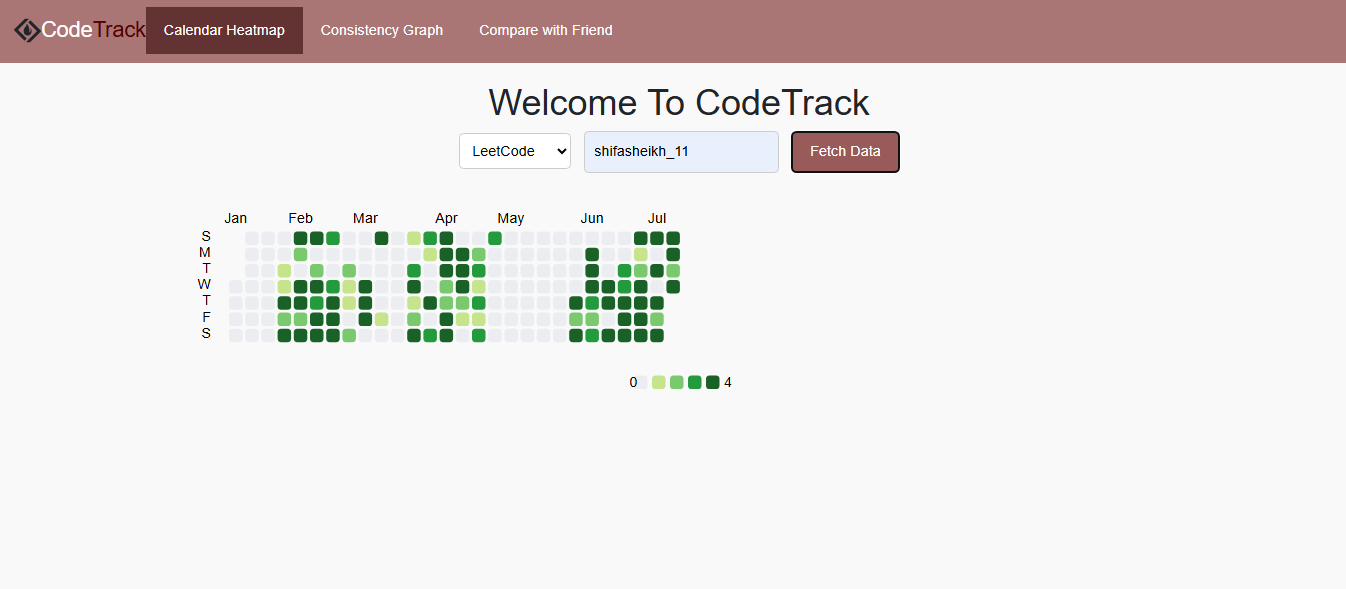 CodeTrack Calendar Heatmap Consistency Graph Compare with Friend
Welcome To CodeTrack
LeetCode shifasheikh_11 Fetch Data
Jan Feb Mar Apr May Jun Jul
S
M
T
W
T
F
S
0 4